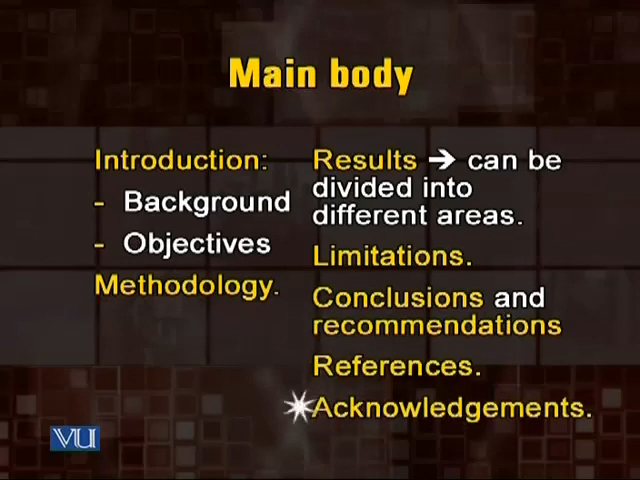 Main body
Introduction:
- Background
- Objectives
Methodology.
Results ➔ can be
divided into
different areas.
Limitations.
Conclusions and
recommendations
References.
Acknowledgements.
VU